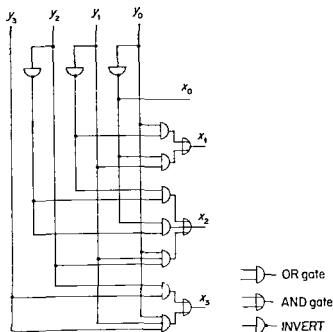 y₃ y₂ y₁ y₀
x₀
x₁
x₂
x₃
OR gate
AND gate
INVERT